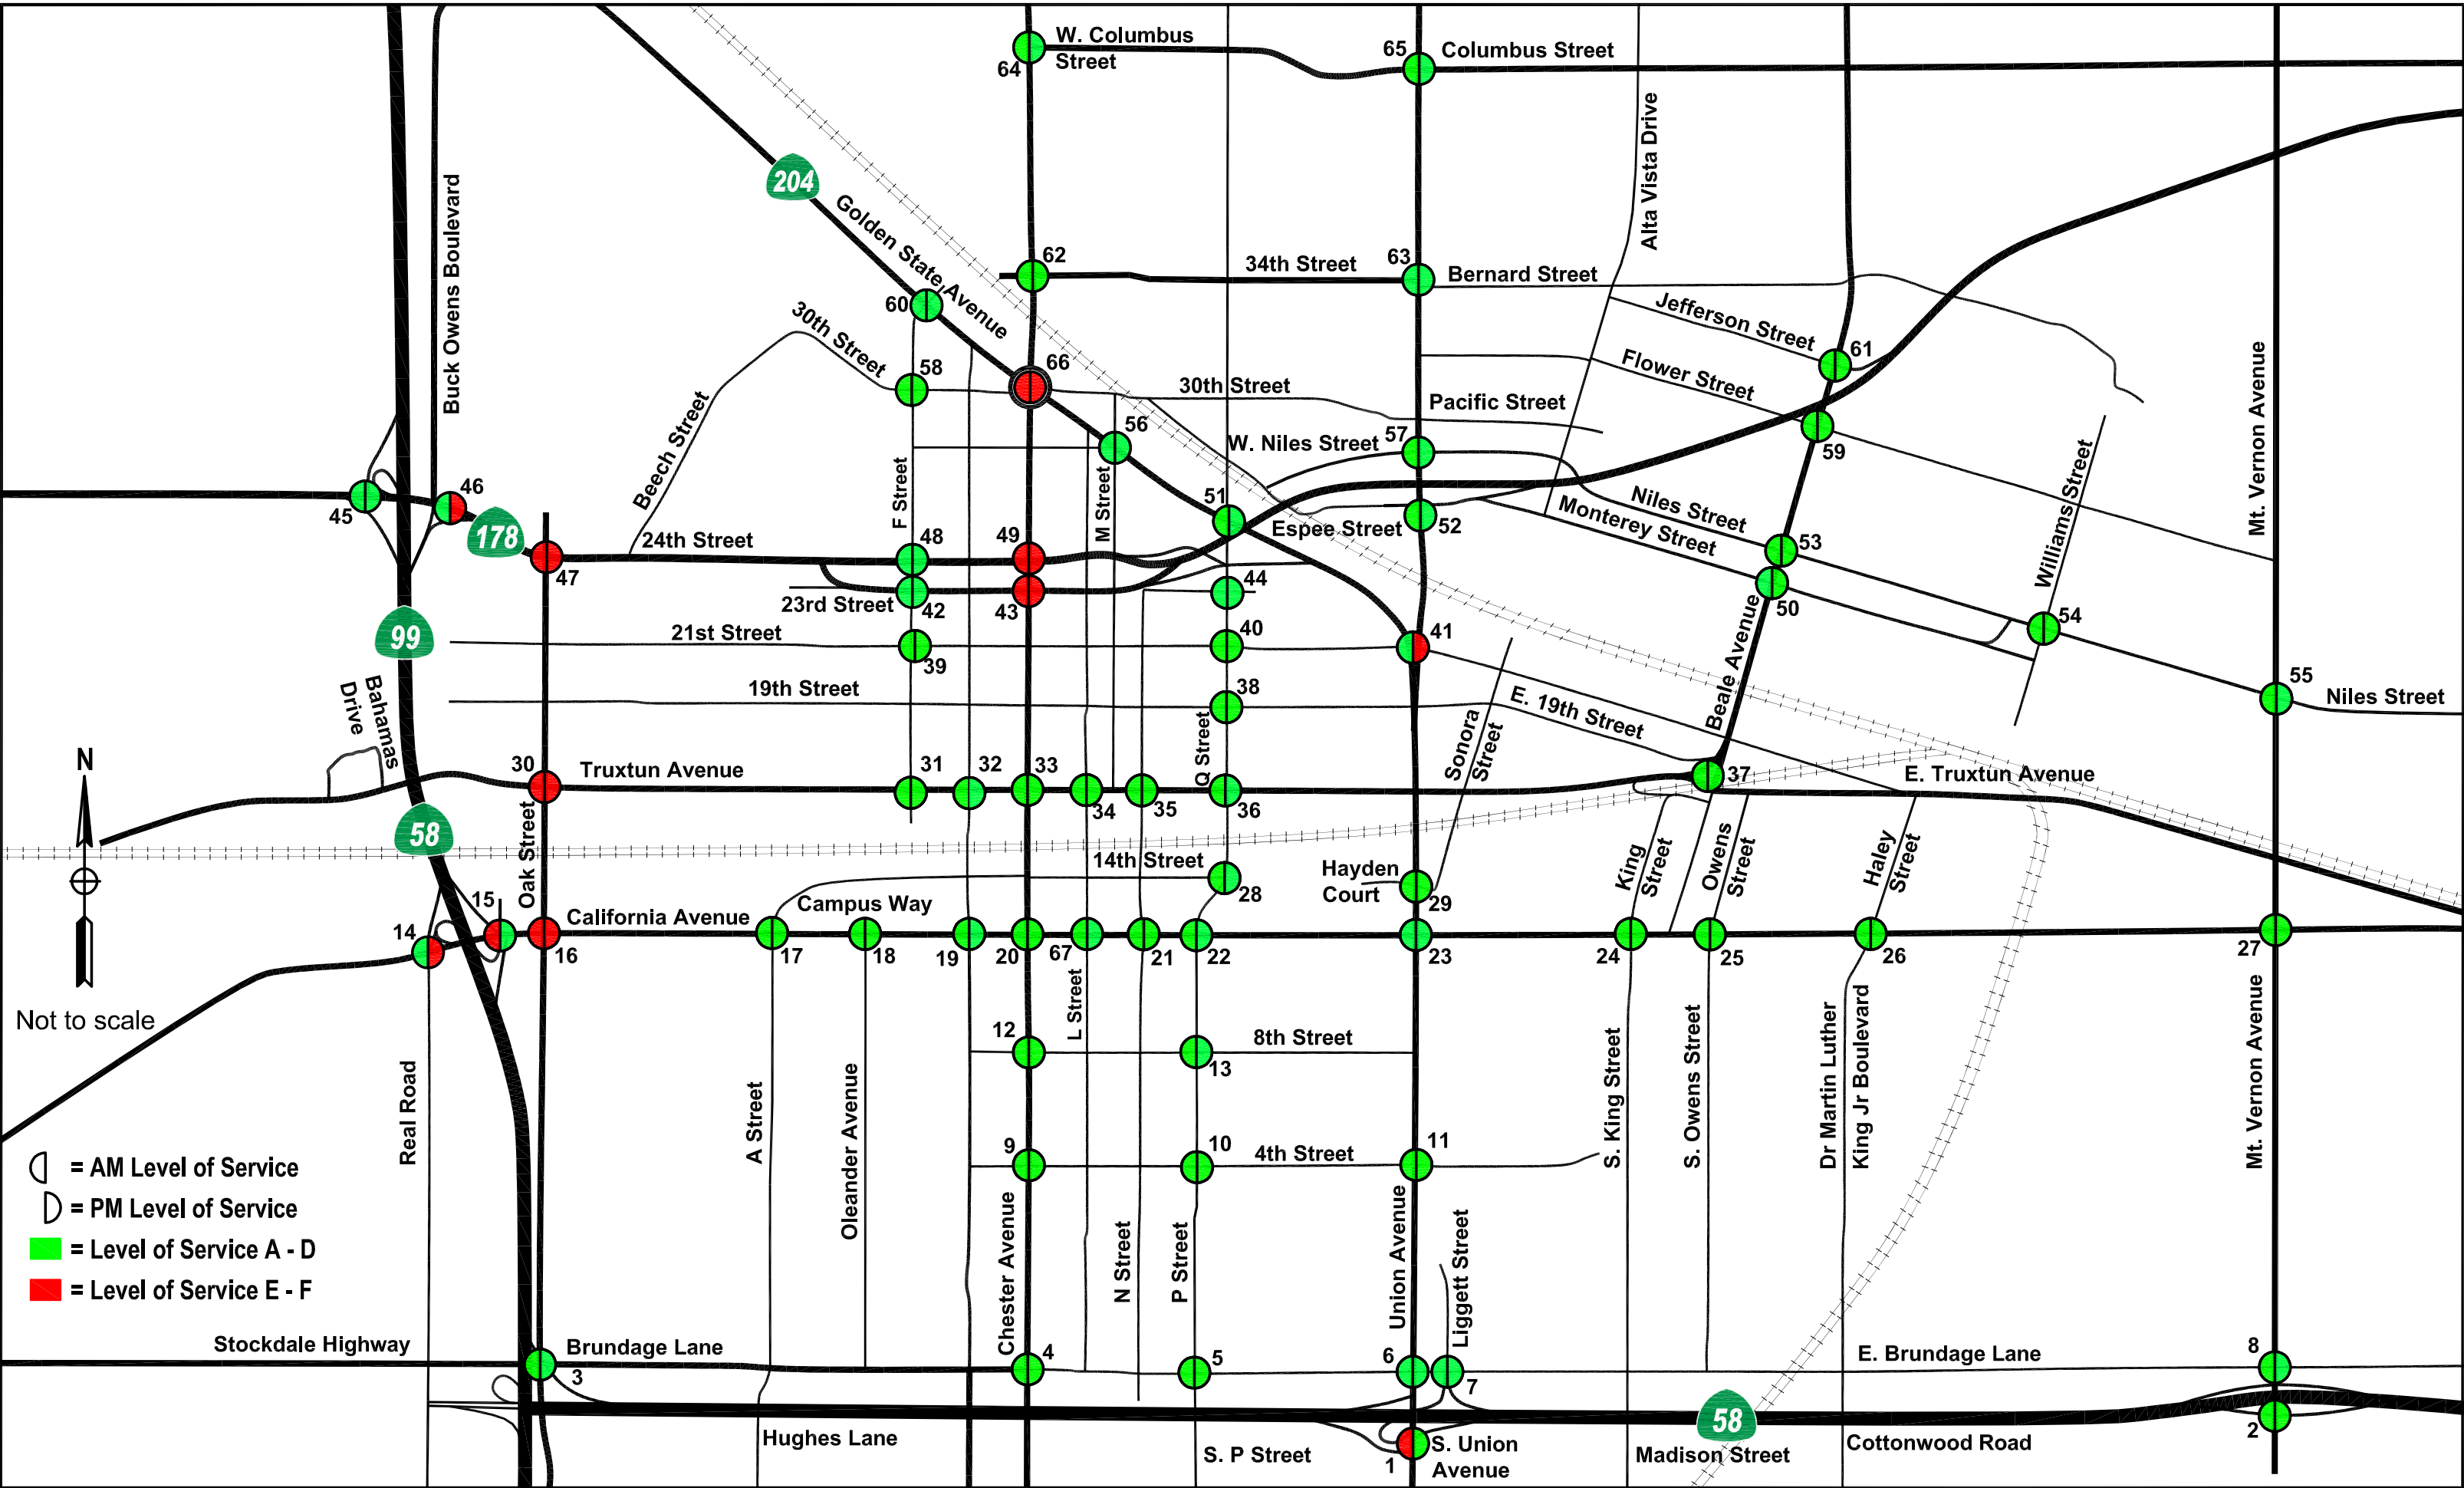 W. Columbus
Street
64
65
Columbus Street
204
Golden State Avenue
Buck Owens Boulevard
Alta Vista Drive
62
34th Street
63
Bernard Street
60
30th Street
Jefferson Street
61
58
66
30th Street
Flower Street
Pacific Street
Mt. Vernon Avenue
Beech Street
56
W. Niles Street
57
59
F Street
M Street
46
45
178
51
Espee Street
52
Niles Street
Monterey Street
53
Williams Street
24th Street
48
49
47
44
23rd Street
42
43
50
99
21st Street
39
40
41
54
Bahamas
Drive
19th Street
38
E. 19th Street
Sonora
Street
Beale Avenue
55
Niles Street
N
30
Truxtun Avenue
31
32
33
34
35
Q Street
36
37
E. Truxtun Avenue
58
Oak Street
14th Street
28
Hayden
Court
29
King
Street
Owens
Street
Haley
Street
14
15
16
California Avenue
Campus Way
17
18
19
20
67
21
22
23
24
25
26
27
Not to scale
12
L Street
8th Street
13
Real Road
A Street
Oleander Avenue
9
10
4th Street
11
S. King Street
S. Owens Street
Dr Martin Luther
King Jr Boulevard
Mt. Vernon Avenue
= AM Level of Service
= PM Level of Service
= Level of Service A - D
= Level of Service E - F
Chester Avenue
N Street
P Street
Union Avenue
Liggett Street
Stockdale Highway
Brundage Lane
3
4
5
6
7
E. Brundage Lane
8
58
2
Hughes Lane
S. P Street
1
S. Union
Avenue
Madison Street
Cottonwood Road